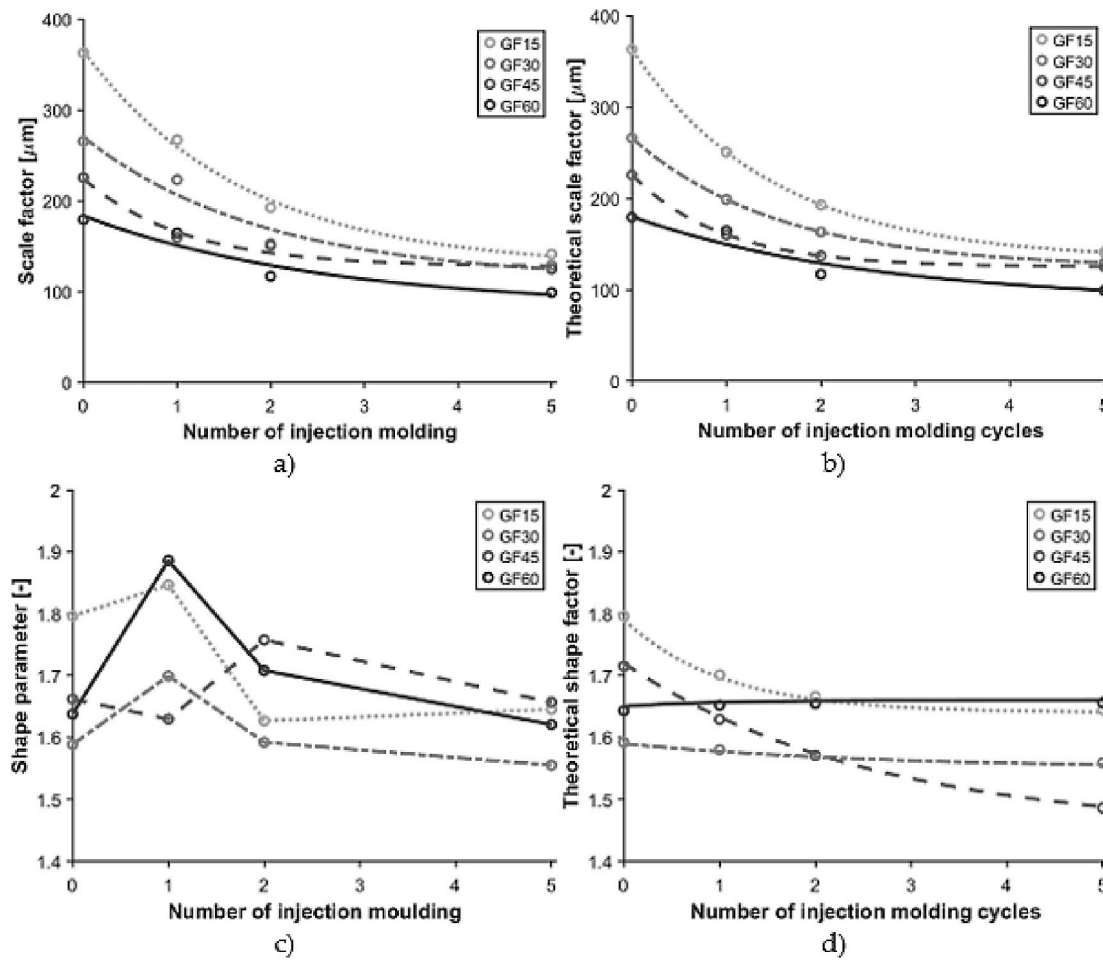 400
300
200
100
0
Scale factor [μm]
GF15
GF30
GF45
GF60
0 1 2 3 4 5
Number of injection molding
a)
400
300
200
100
0
Theoretical scale factor [μm]
GF15
GF30
GF45
GF60
0 1 2 3 4 5
Number of injection molding cycles
b)
2
1.9
1.8
1.7
1.6
1.5
1.4
Shape parameter [-]
GF15
GF30
GF45
GF60
0 1 2 3 4 5
Number of injection moulding
c)
2
1.9
1.8
1.7
1.6
1.5
1.4
Theoretical shape factor [-]
GF15
GF30
GF45
GF60
0 1 2 3 4 5
Number of injection molding cycles
d)